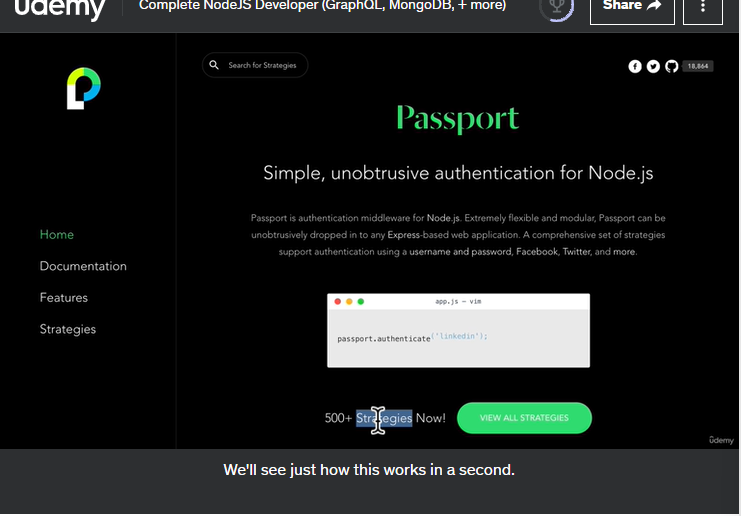 ûdemy
Complete NodeJS Developer (GraphQL, MongoDB, + more)
Share
Search for Strategies
18,864
Passport
Simple, unobtrusive authentication for Node.js
Home
Documentation
Features
Strategies
Passport is authentication middleware for Node.js. Extremely flexible and modular, Passport can be
unobtrusively dropped in to any Express-based web application. A comprehensive set of strategies
support authentication using a username and password, Facebook, Twitter, and more.
app.js — vim
passport.authenticate('linkedin');
500+ Strategies Now!
VIEW ALL STRATEGIES
ûdemy
We'll see just how this works in a second.